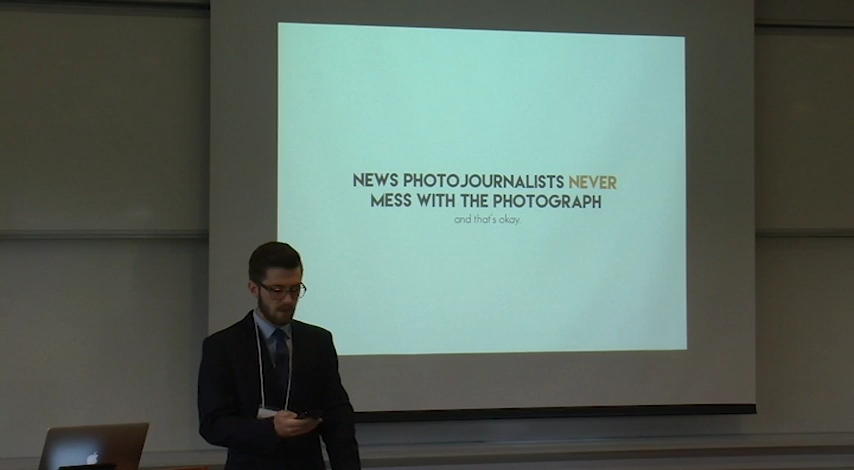 NEWS PHOTOJOURNALISTS NEVER
MESS WITH THE PHOTOGRAPH
and that's okay.